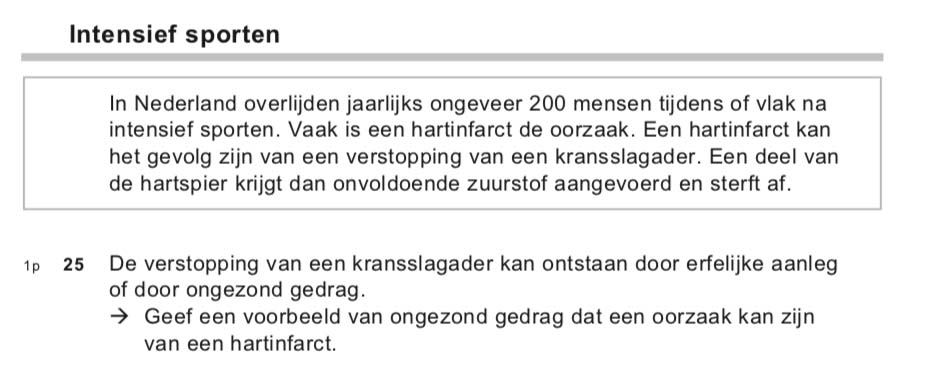 Intensief sporten
In Nederland overlijden jaarlijks ongeveer 200 mensen tijdens of vlak na
intensief sporten. Vaak is een hartinfarct de oorzaak. Een hartinfarct kan
het gevolg zijn van een verstopping van een kransslagader. Een deel van
de hartspier krijgt dan onvoldoende zuurstof aangevoerd en sterft af.
1p 25 De verstopping van een kransslagader kan ontstaan door erfelijke aanleg
of door ongezond gedrag.
→ Geef een voorbeeld van ongezond gedrag dat een oorzaak kan zijn
van een hartinfarct.